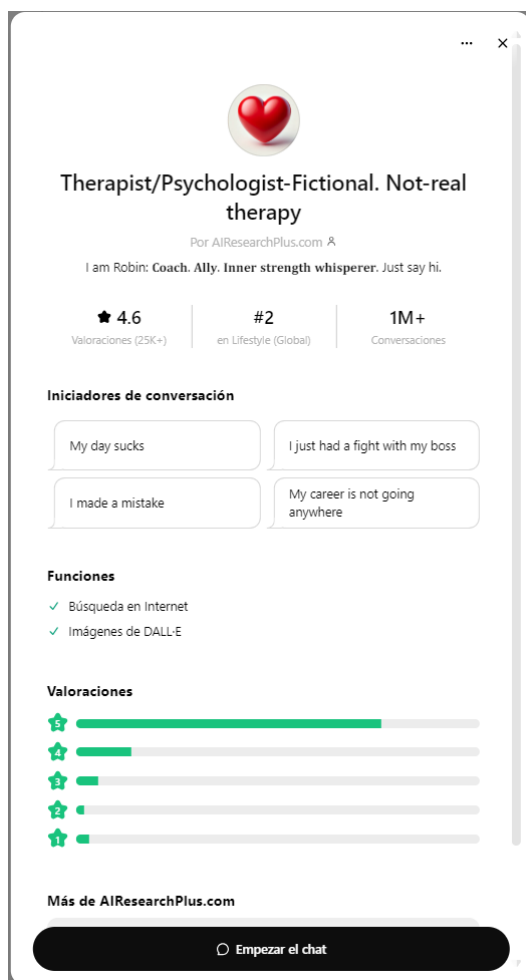 Therapist/Psychologist-Fictional. Not-real
therapy
Por AIResearchPlus.com
I am Robin: Coach. Ally. Inner strength whisperer. Just say hi.
4.6
#2
1M+
Valoraciones (25K+)
en Lifestyle (Global)
Conversaciones
Iniciadores de conversación
My day sucks
I just had a fight with my boss
I made a mistake
My career is not going
anywhere
Funciones
Búsqueda en Internet
Imágenes de DALL·E
Valoraciones
5
4
3
2
1
Más de AIResearchPlus.com
Empezar el chat